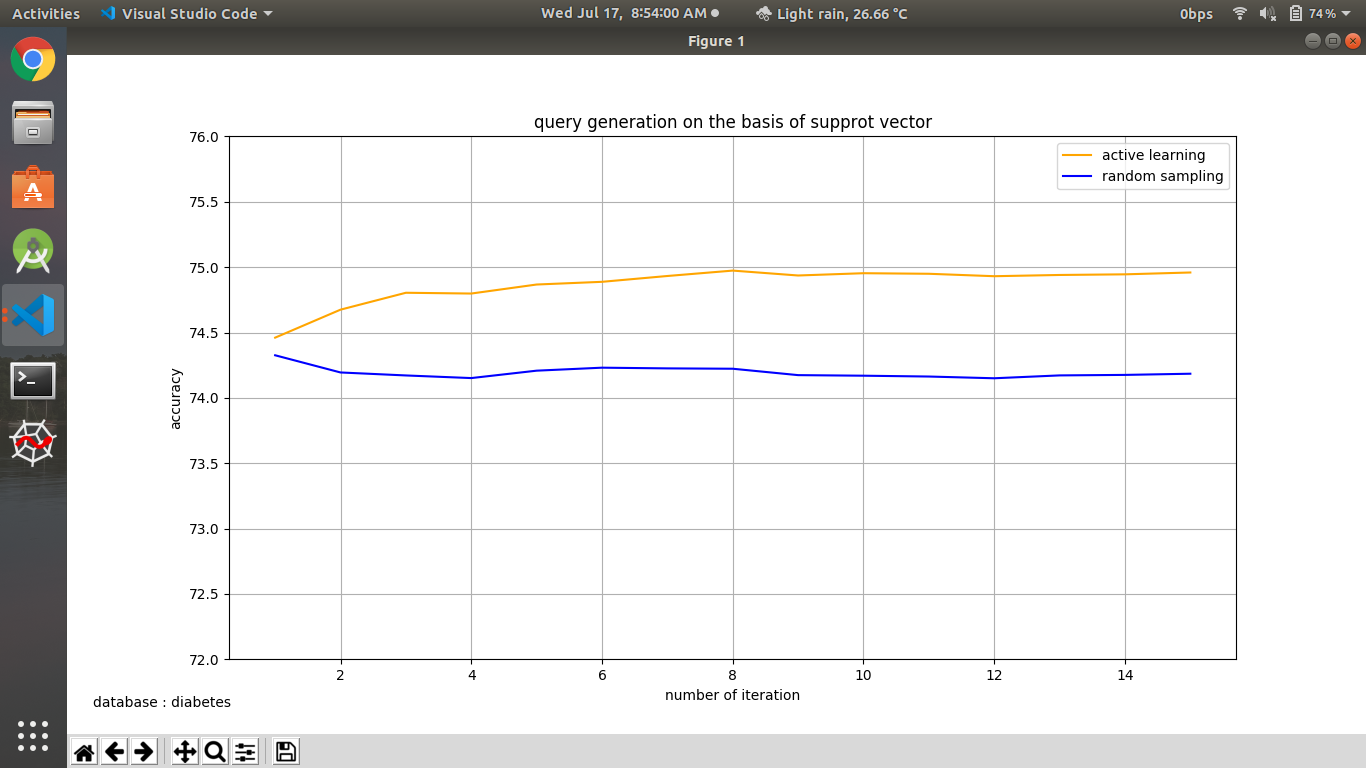 Activities Visual Studio Code Wed Jul 17, 8:54:00 AM Light rain, 26.66 °C 0bps 74%
Figure 1
query generation on the basis of supprot vector
active learning
random sampling
76.0
75.5
75.0
74.5
74.0
73.5
73.0
72.5
72.0
accuracy
2 4 6 8 10 12 14
number of iteration
database : diabetes